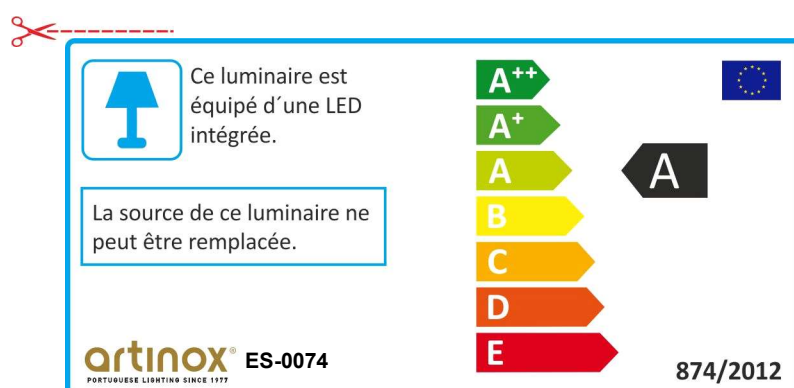 Ce luminaire est
équipé d´une LED
intégrée.
La source de ce luminaire ne
peut être remplacée.
artinox® ES-0074
PORTUGUESE LIGHTING SINCE 1977
A++
A+
A
B
C
D
E
A
874/2012